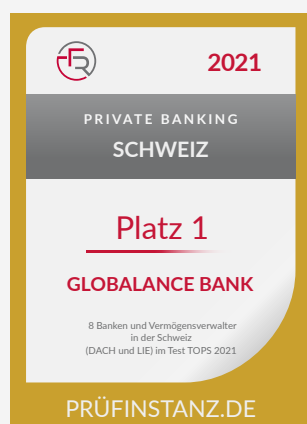 2021
PRIVATE BANKING
SCHWEIZ
Platz 1
GLOBALANCE BANK
8 Banken und Vermögensverwalter
in der Schweiz
(DACH und LIE) im Test TOPS 2021
PRÜFINSTANZ.DE